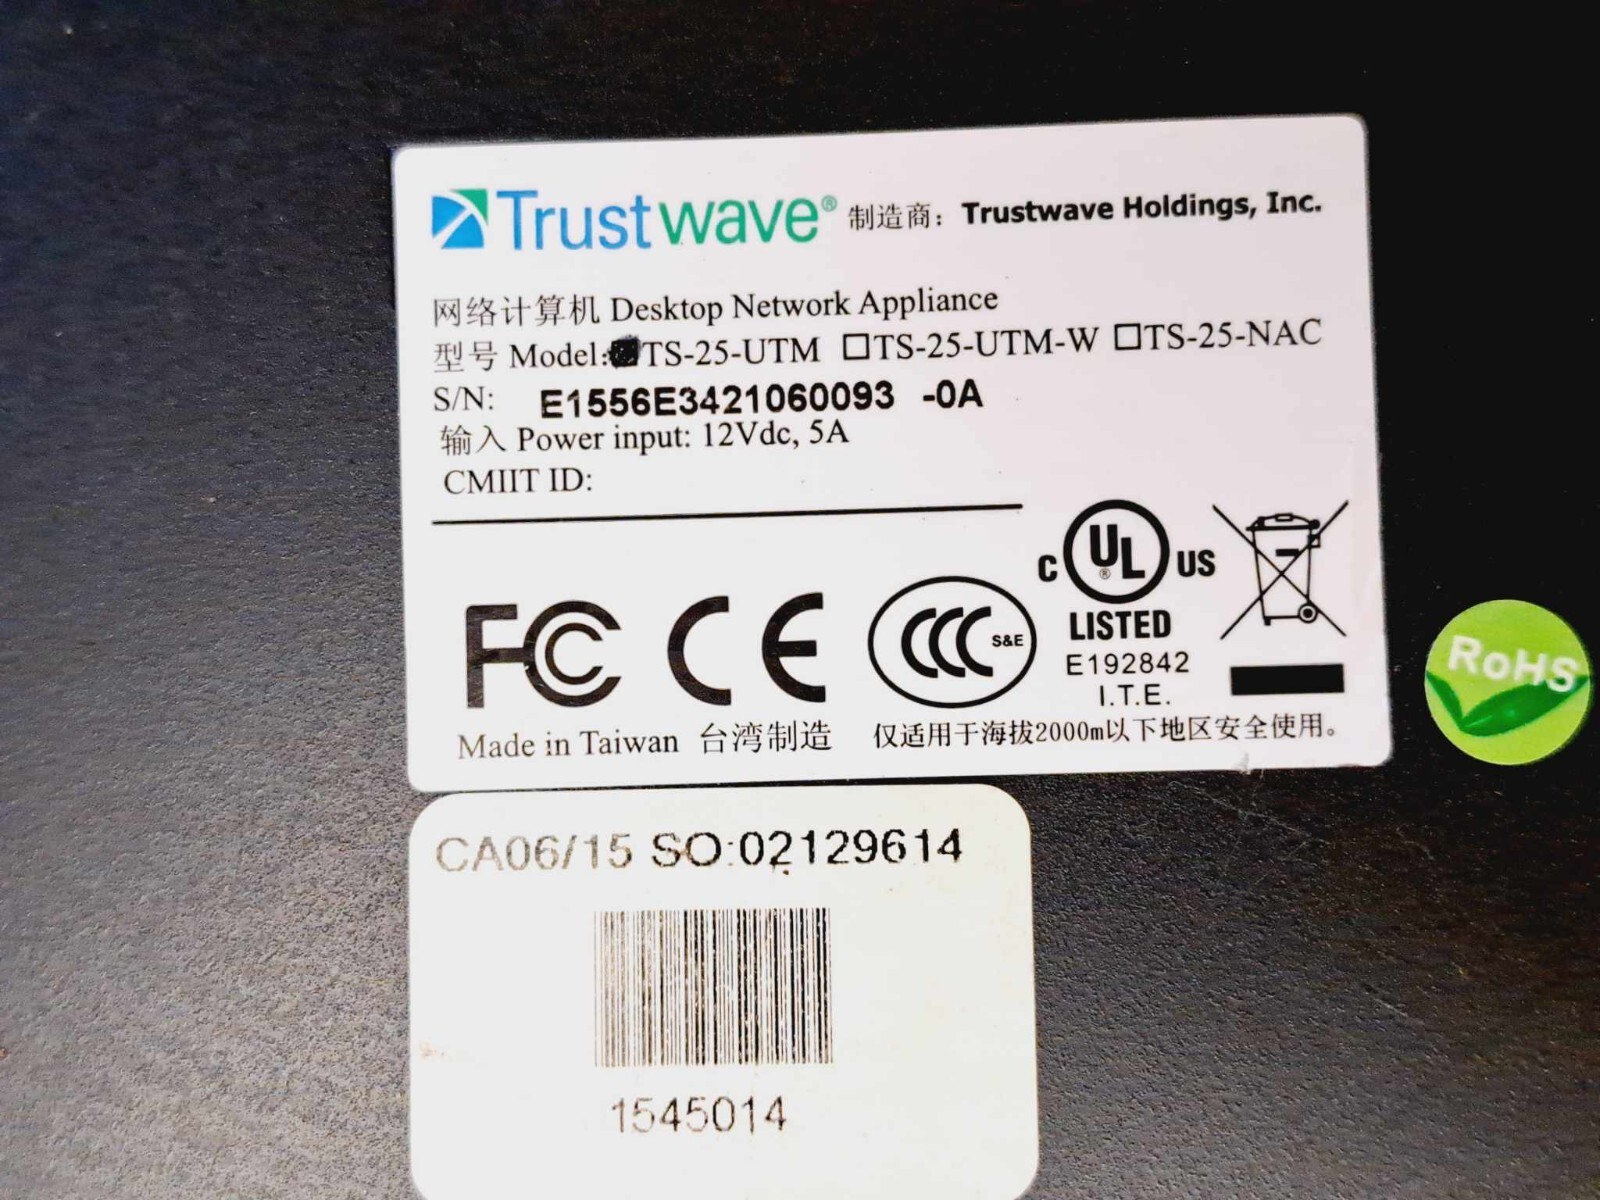 Trustwave® 制造商: Trustwave Holdings, Inc.
网络计算机 Desktop Network Appliance
型号 Model:■TS-25-UTM □TS-25-UTM-W □TS-25-NAC
S/N: E1556E3421060093 -0A
输入 Power input: 12Vdc, 5A
CMIIT ID:
FC CE CCC S&E
C UL® US
LISTED
E192842
I.T.E.
Made in Taiwan 台湾制造 仅适用于海拔2000m以下地区安全使用。
RoHS
CA06/15 SO:02129614
1545014